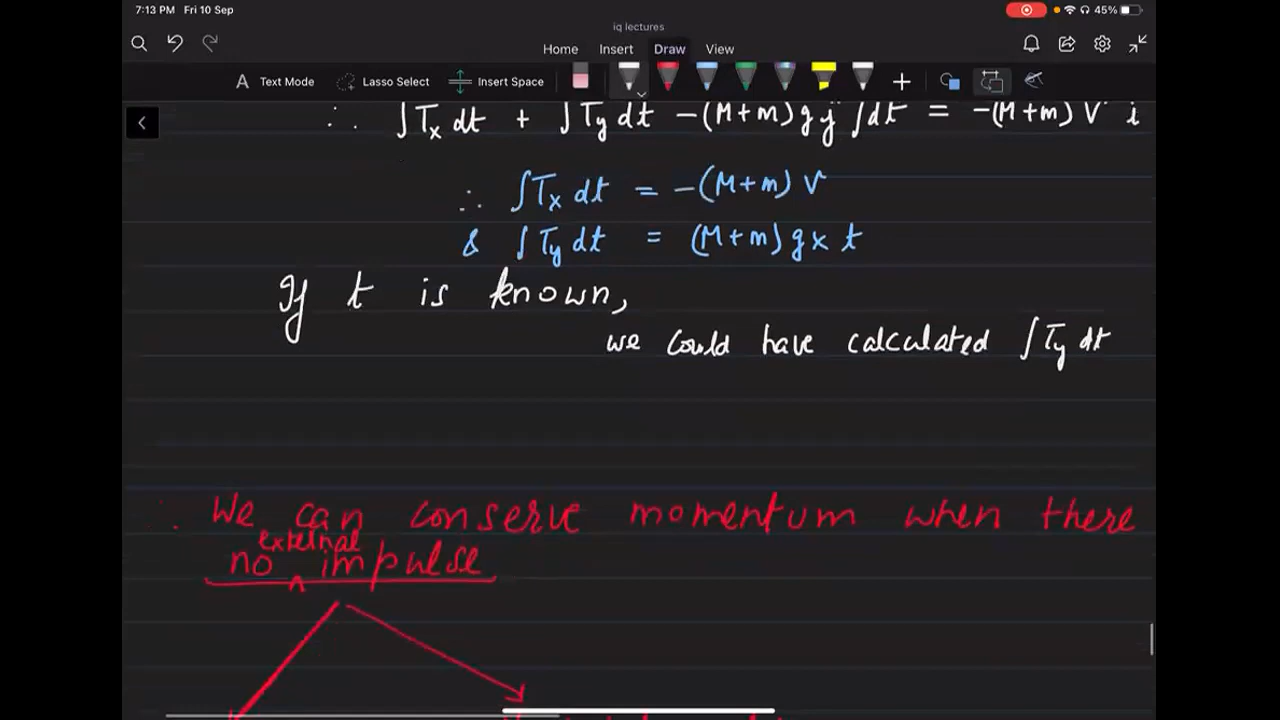 7:13 PM Fri 10 Sep
45%
iq lectures
Home Insert Draw View
Text Mode Lasso Select Insert Space
∴ ∫Tx dt + ∫Ty dt -(M+m) g j ∫dt = -(M+m) V i
∴ ∫Tx dt = -(M+m) V
& ∫Ty dt = (M+m) g x t
If t is known,
we could have calculated ∫Ty dt
∴ We can conserve momentum when there
no external impulse